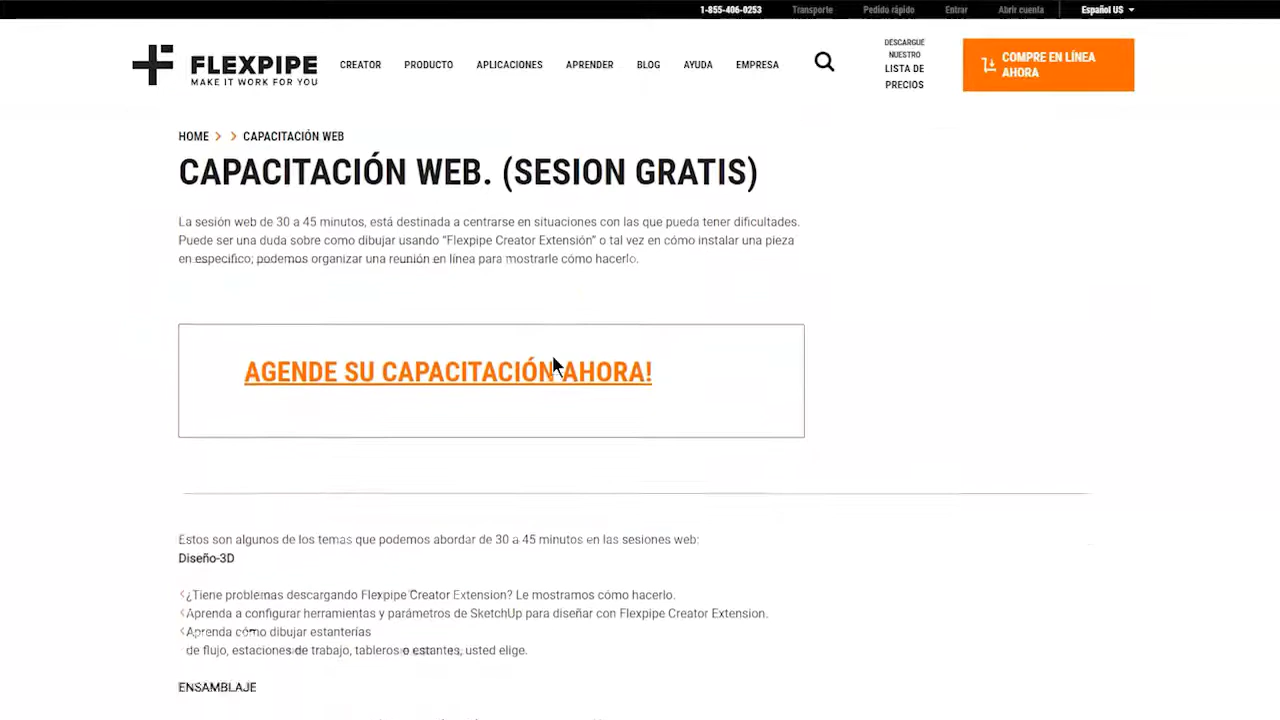 1-855-406-0253 Transporte Pedido rápido Entrar Abrir cuenta Español US
FLEXPIPE
MAKE IT WORK FOR YOU
CREATOR PRODUCTO APLICACIONES APRENDER BLOG AYUDA EMPRESA
DESCARGUE
NUESTRO
LISTA DE
PRECIOS
COMPRE EN LÍNEA
AHORA
HOME > > CAPACITACIÓN WEB
CAPACITACIÓN WEB. (SESION GRATIS)
La sesión web de 30 a 45 minutos, está destinada a centrarse en situaciones con las que pueda tener dificultades.
Puede ser una duda sobre como dibujar usando “Flexpipe Creator Extensión” o tal vez en cómo instalar una pieza
en especifico; podemos organizar una reunión en línea para mostrarle cómo hacerlo.
AGENDE SU CAPACITACIÓN AHORA!
Estos son algunos de los temas que podemos abordar de 30 a 45 minutos en las sesiones web:
Diseño-3D
¿Tiene problemas descargando Flexpipe Creator Extension? Le mostramos cómo hacerlo.
Aprenda a configurar herramientas y parámetros de SketchUp para diseñar con Flexpipe Creator Extension.
Aprenda cómo dibujar estanterías
de flujo, estaciones de trabajo, tableros o estantes, usted elige.
ENSAMBLAJE